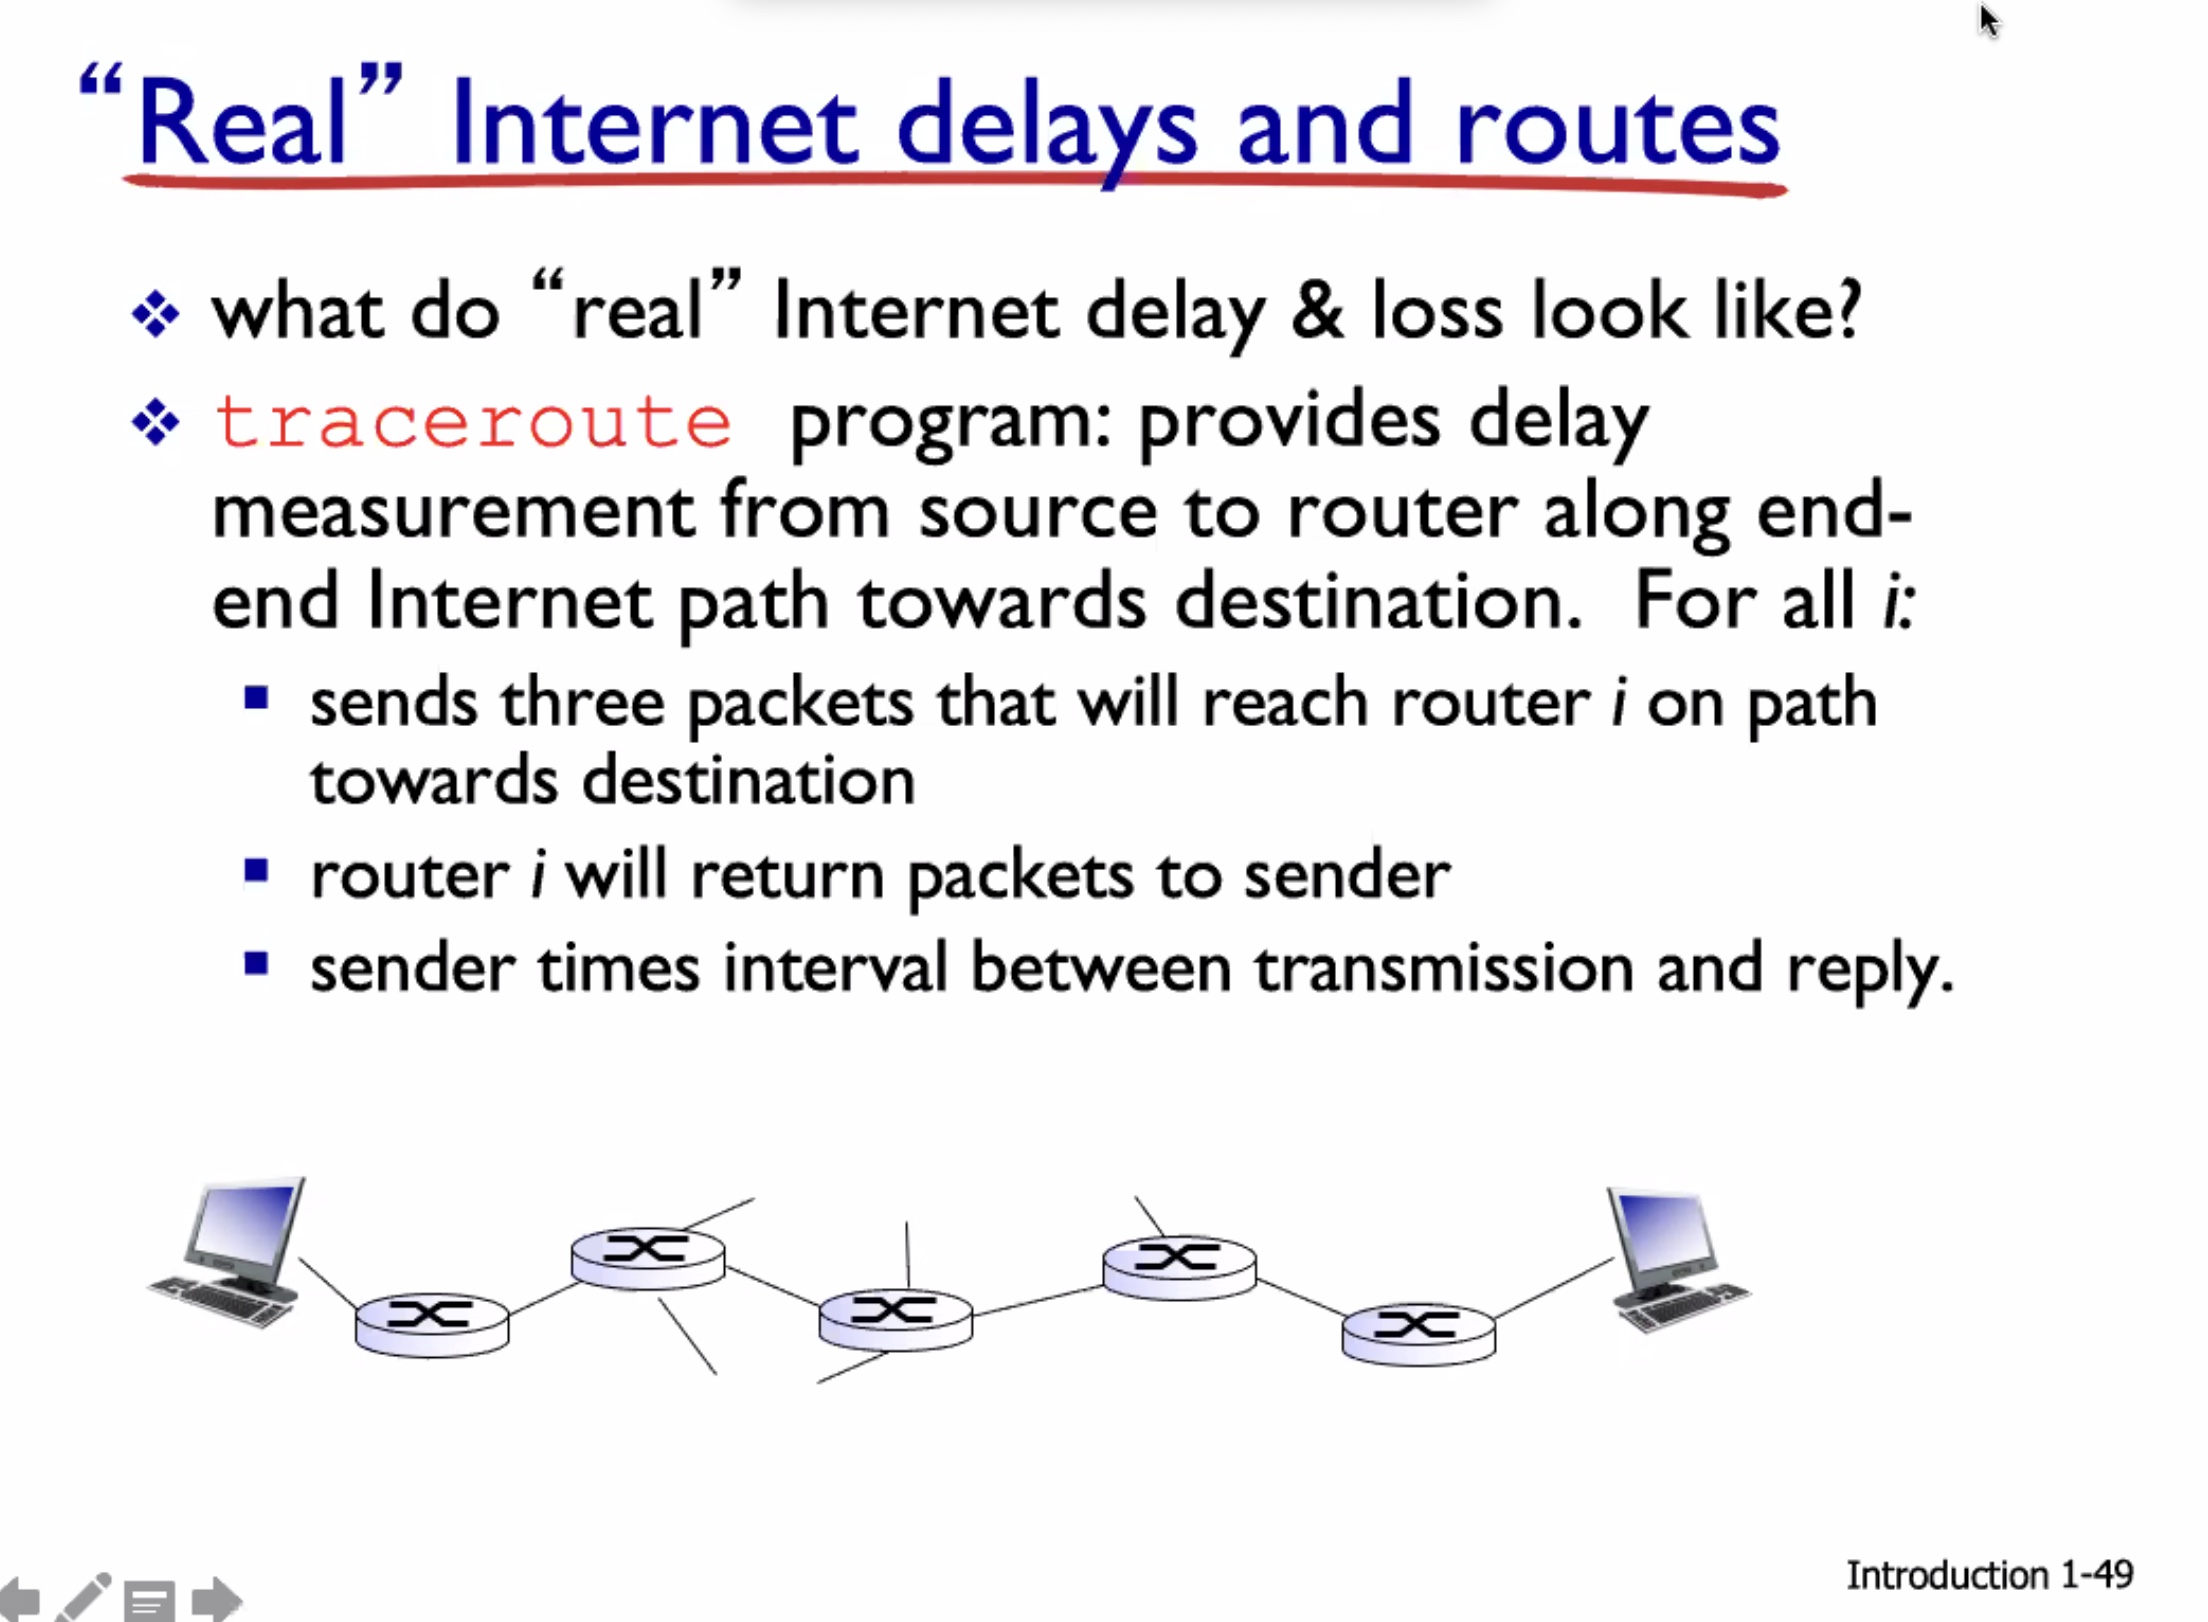 “Real” Internet delays and routes
what do “real” Internet delay & loss look like?
traceroute program: provides delay
measurement from source to router along end-
end Internet path towards destination. For all i:
sends three packets that will reach router i on path
towards destination
router i will return packets to sender
sender times interval between transmission and reply.
Introduction 1-49